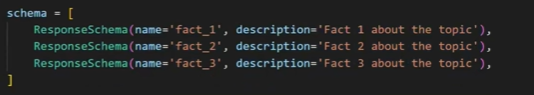 schema = [
    ResponseSchema(name='fact_1', description='Fact 1 about the topic'),
    ResponseSchema(name='fact_2', description='Fact 2 about the topic'),
    ResponseSchema(name='fact_3', description='Fact 3 about the topic'),
]